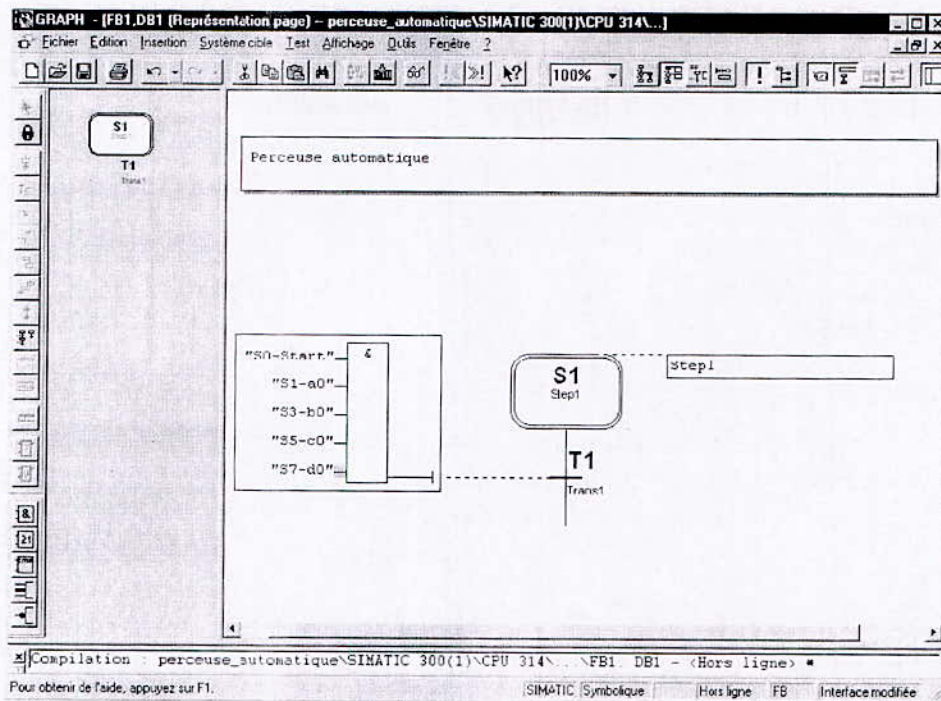 GRAPH - [FB1,DB1 (Représentation page) -- perceuse_automatique\SIMATIC 300(1)\CPU 314\...]
Fichier Edition Insertion Système cible Test Affichage Outils Fenêtre ?
100%
S1
T1
Trans1
Perceuse automatique
"S0-Start"
&
"S1-a0"
"S3-b0"
"S5-c0"
"S7-d0"
S1
Step1
Step1
T1
Trans1
Compilation : perceuse_automatique\SIMATIC 300(1)\CPU 314\...\FB1, DB1 - <Hors ligne> *
Pour obtenir de l'aide, appuyez sur F1.
SIMATIC Symbolique Hors ligne FB Interface modifiée